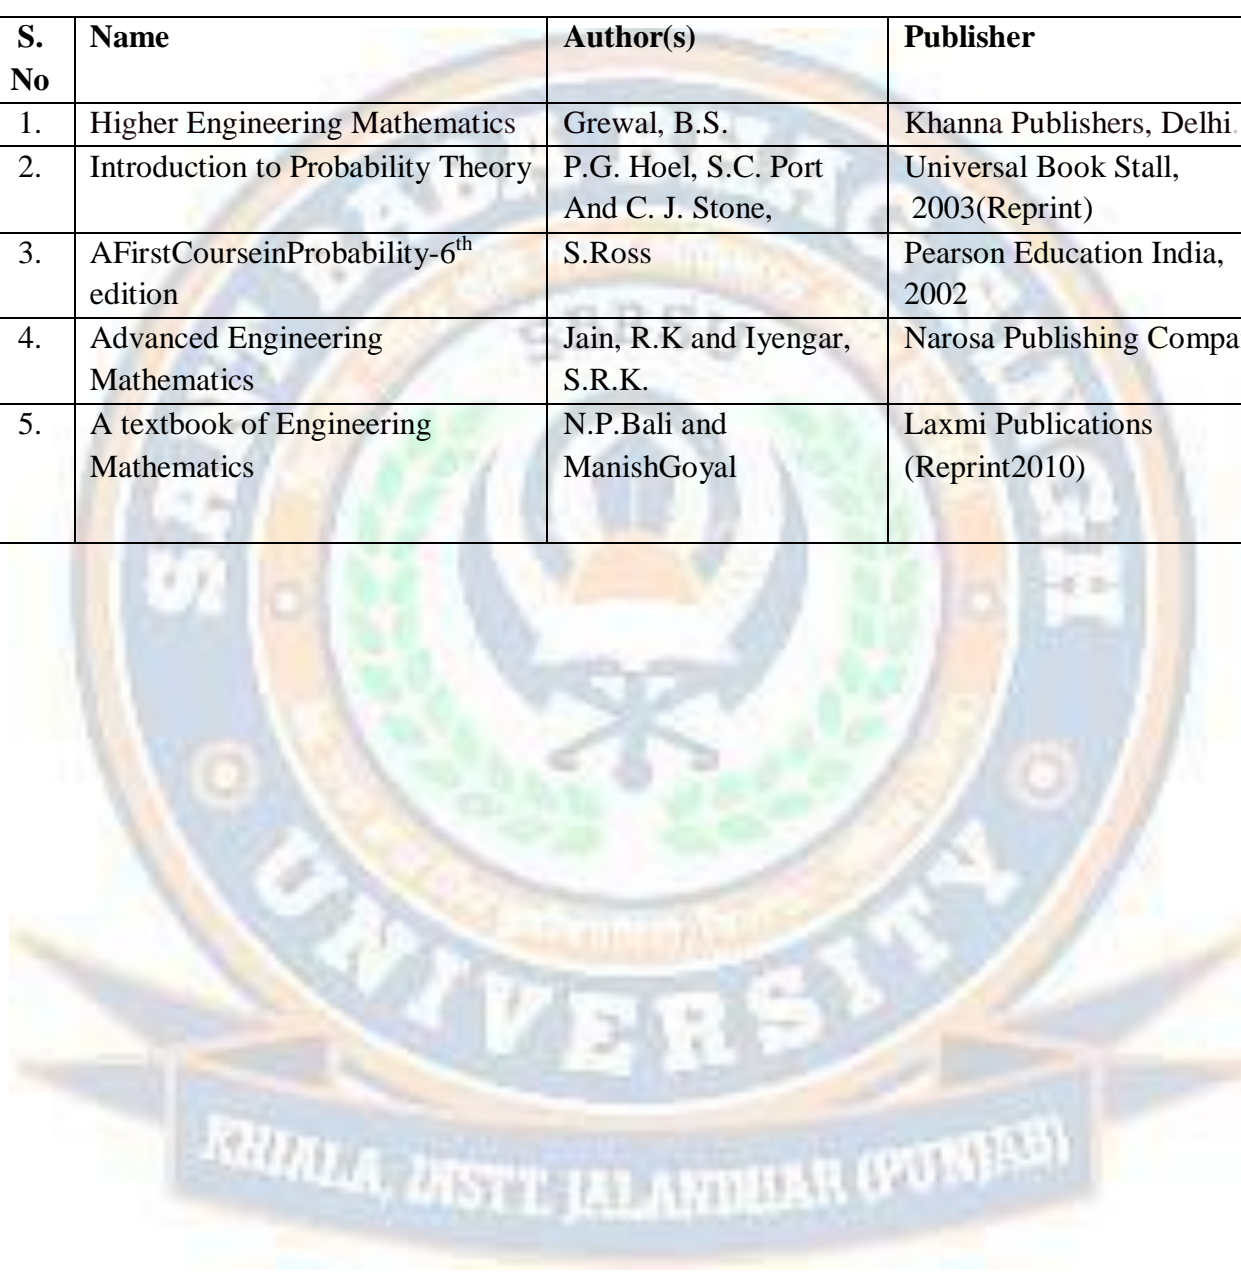 S. No Name Author(s) Publisher
1. Higher Engineering Mathematics Grewal, B.S. Khanna Publishers, Delhi.
2. Introduction to Probability Theory P.G. Hoel, S.C. Port Universal Book Stall,
And C. J. Stone, 2003(Reprint)
3. AFirstCourseinProbability-6th S.Ross Pearson Education India,
edition 2002
4. Advanced Engineering Jain, R.K and Iyengar, Narosa Publishing Compa
Mathematics S.R.K.
5. A textbook of Engineering N.P.Bali and Laxmi Publications
Mathematics ManishGoyal (Reprint2010)
UNIVERSITY
KHIALA, DISTT. JALANDHAR (PUNJAB)